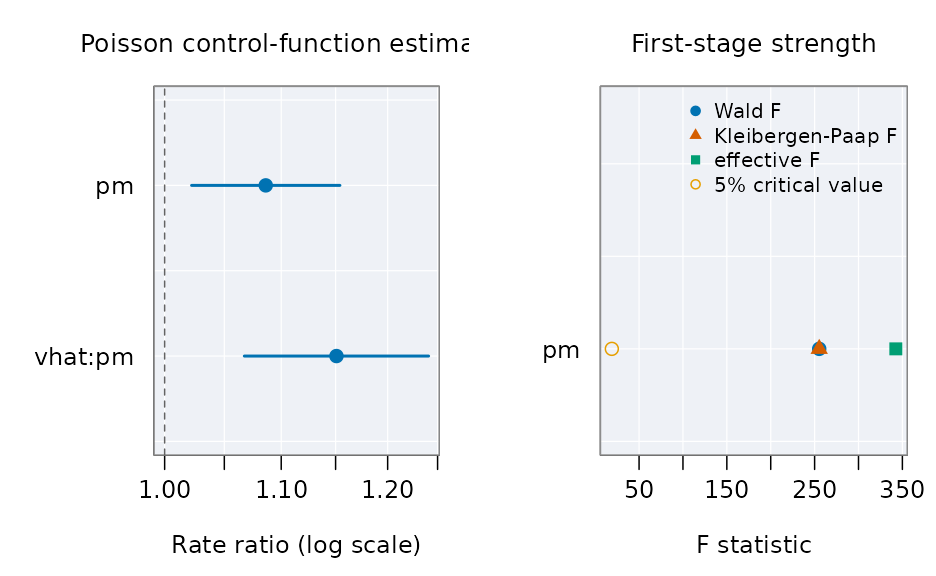 Poisson control-function estima
pm
vhat:pm
1.00 1.10 1.20
Rate ratio (log scale)
First-stage strength
Wald F
Kleibergen-Paap F
effective F
5% critical value
pm
50 150 250 350
F statistic